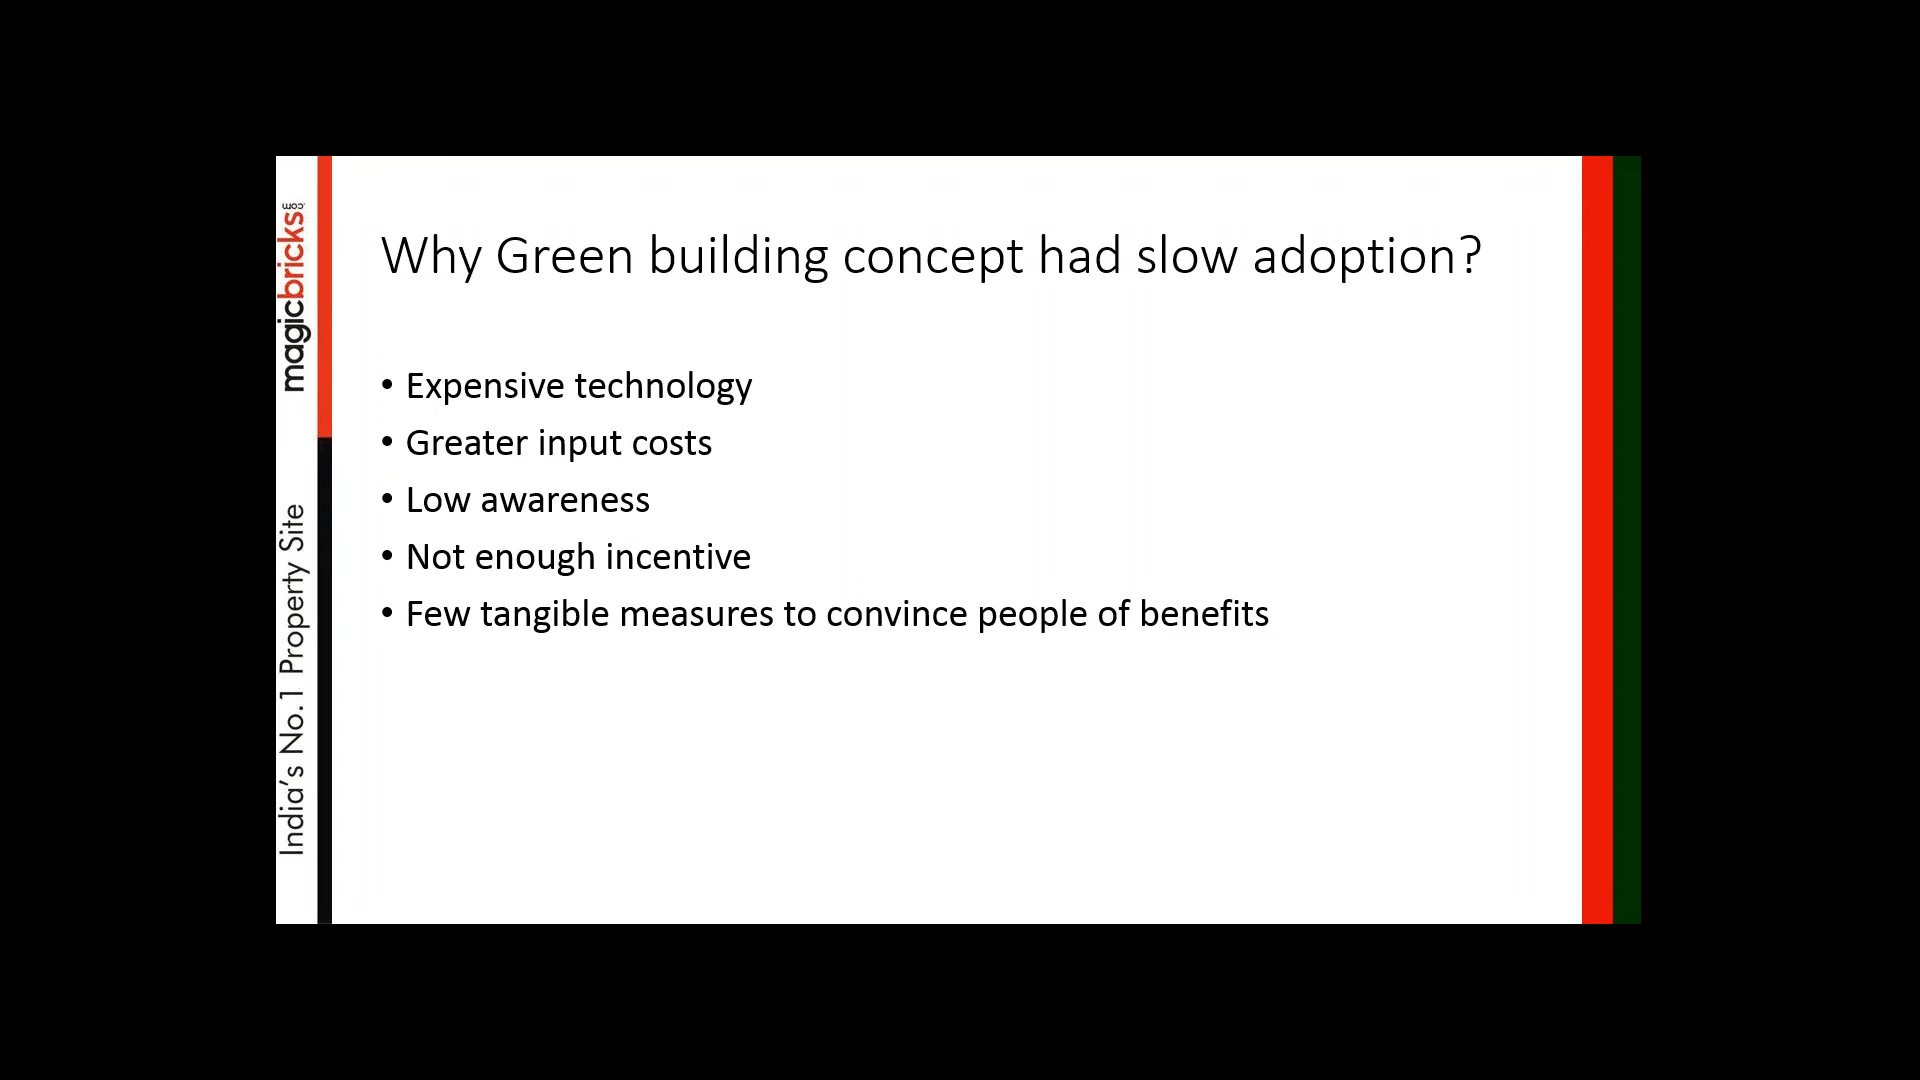 magicbricks.com
India's No.1 Property Site
Why Green building concept had slow adoption?
• Expensive technology
• Greater input costs
• Low awareness
• Not enough incentive
• Few tangible measures to convince people of benefits